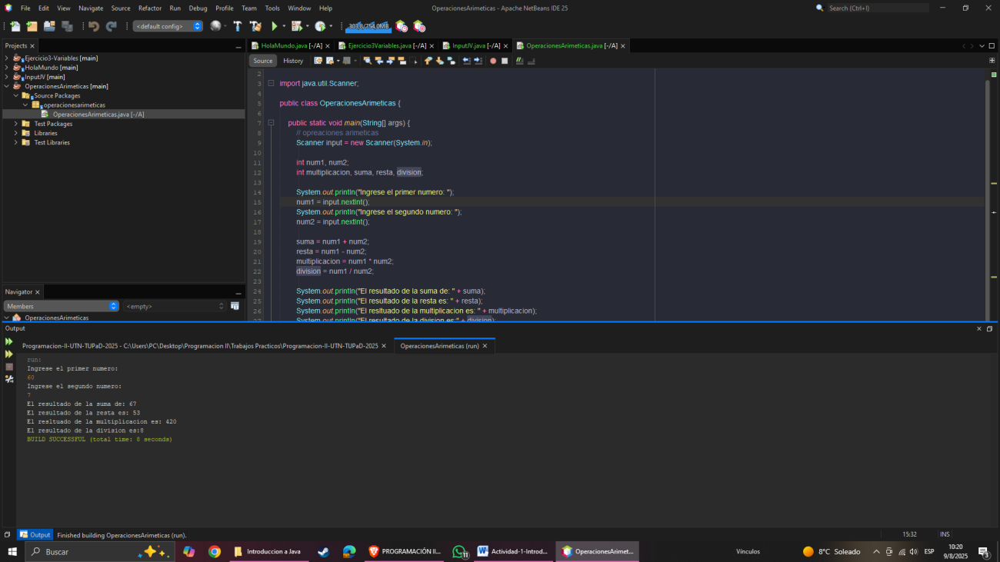 File Edit View Navigate Source Refactor Run Debug Profile Team Tools Window Help
OperacionesArimeticas - Apache NetBeans IDE 25
Search (Ctrl+I)
<default config>
303,8/754,0MB
Projects
HolaMundo.java [-/A]
Ejercicio3Variables.java [-/A]
InputJV.java [-/A]
OperacionesArimeticas.java [-/A]
Ejercicio3-Variables [main]
HolaMundo [main]
InputJV [main]
OperacionesArimeticas [main]
Source Packages
operacionesarimeticas
OperacionesArimeticas.java [-/A]
Test Packages
Libraries
Test Libraries
Source History
2
3 import java.util.Scanner;
4
5 public class OperacionesArimeticas {
6
7 public static void main(String[] args) {
8 // opreaciones arimeticas
9 Scanner input = new Scanner(System.in);
10
11 int num1, num2;
12 int multiplicacion, suma, resta, division;
13
14 System.out.println("Ingrese el primer numero: ");
15 num1 = input.nextInt();
16 System.out.println("Ingrese el segundo numero: ");
17 num2 = input.nextInt();
18
19 suma = num1 + num2;
20 resta = num1 - num2;
21 multiplicacion = num1 * num2;
22 division = num1 / num2;
23
24 System.out.println("El resultado de la suma de: " + suma);
25 System.out.println("El resultado de la resta es: " + resta);
26 System.out.println("El resltuado de la multiplicacion es: " + multiplicacion);
27 System.out.println("El resultado de la division es:" + division);
Navigator
Members
<empty>
OperacionesArimeticas
Output
Programacion-II-UTN-TUPaD-2025 - C:\Users\PC\Desktop\Programacion II\Trabajos Practicos\Programacion-II-UTN-TUPaD-2025
OperacionesArimeticas (run)
run:
Ingrese el primer numero:
60
Ingrese el segundo numero:
7
El resultado de la suma de: 67
El resultado de la resta es: 53
El resltuado de la multiplicacion es: 420
El resultado de la division es:8
BUILD SUCCESSFUL (total time: 8 seconds)
Output
Finished building OperacionesArimeticas (run).
15:32
INS
Buscar
Introduccion a Java
PROGRAMACIÓN II...
11
Actividad-1-Introd...
OperacionesArimet...
Vínculos
8°C Soleado
ESP
10:20
9/8/2025
3